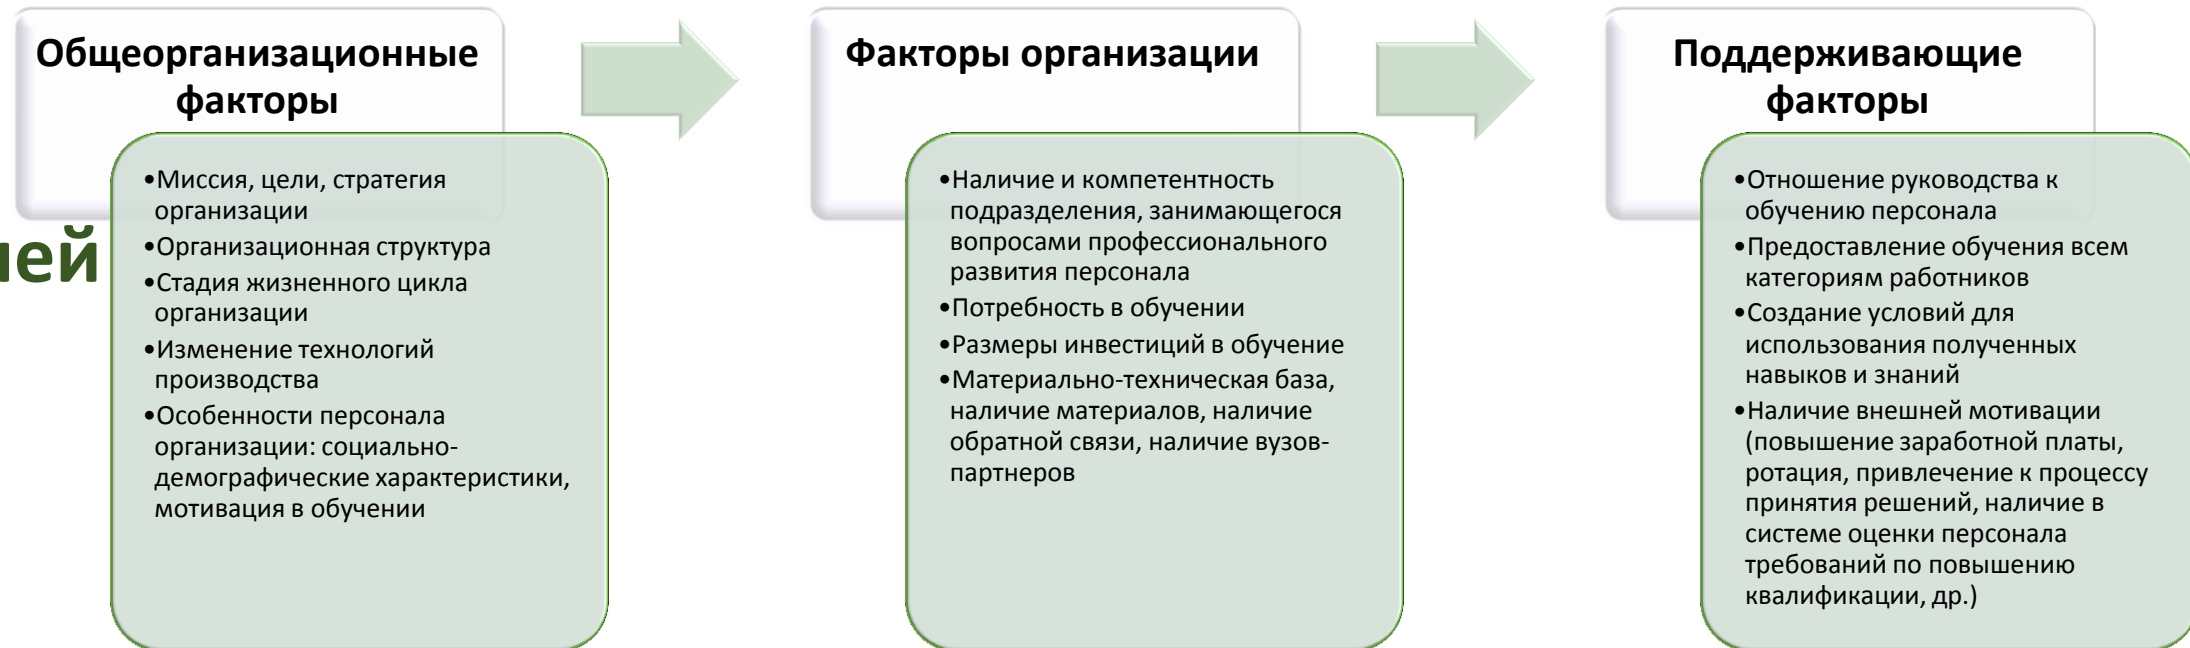 Общеорганизационные
факторы
•Миссия, цели, стратегия
организации
•Организационная структура
•Стадия жизненного цикла
организации
•Изменение технологий
производства
•Особенности персонала
организации: социально-
демографические характеристики,
мотивация в обучении
Факторы организации
•Наличие и компетентность
подразделения, занимающегося
вопросами профессионального
развития персонала
•Потребность в обучении
•Размеры инвестиций в обучение
•Материально-техническая база,
наличие материалов, наличие
обратной связи, наличие вузов-
партнеров
Поддерживающие
факторы
•Отношение руководства к
обучению персонала
•Предоставление обучения всем
категориям работников
•Создание условий для
использования полученных
навыков и знаний
•Наличие внешней мотивации
(повышение заработной платы,
ротация, привлечение к процессу
принятия решений, наличие в
системе оценки персонала
требований по повышению
квалификации, др.)